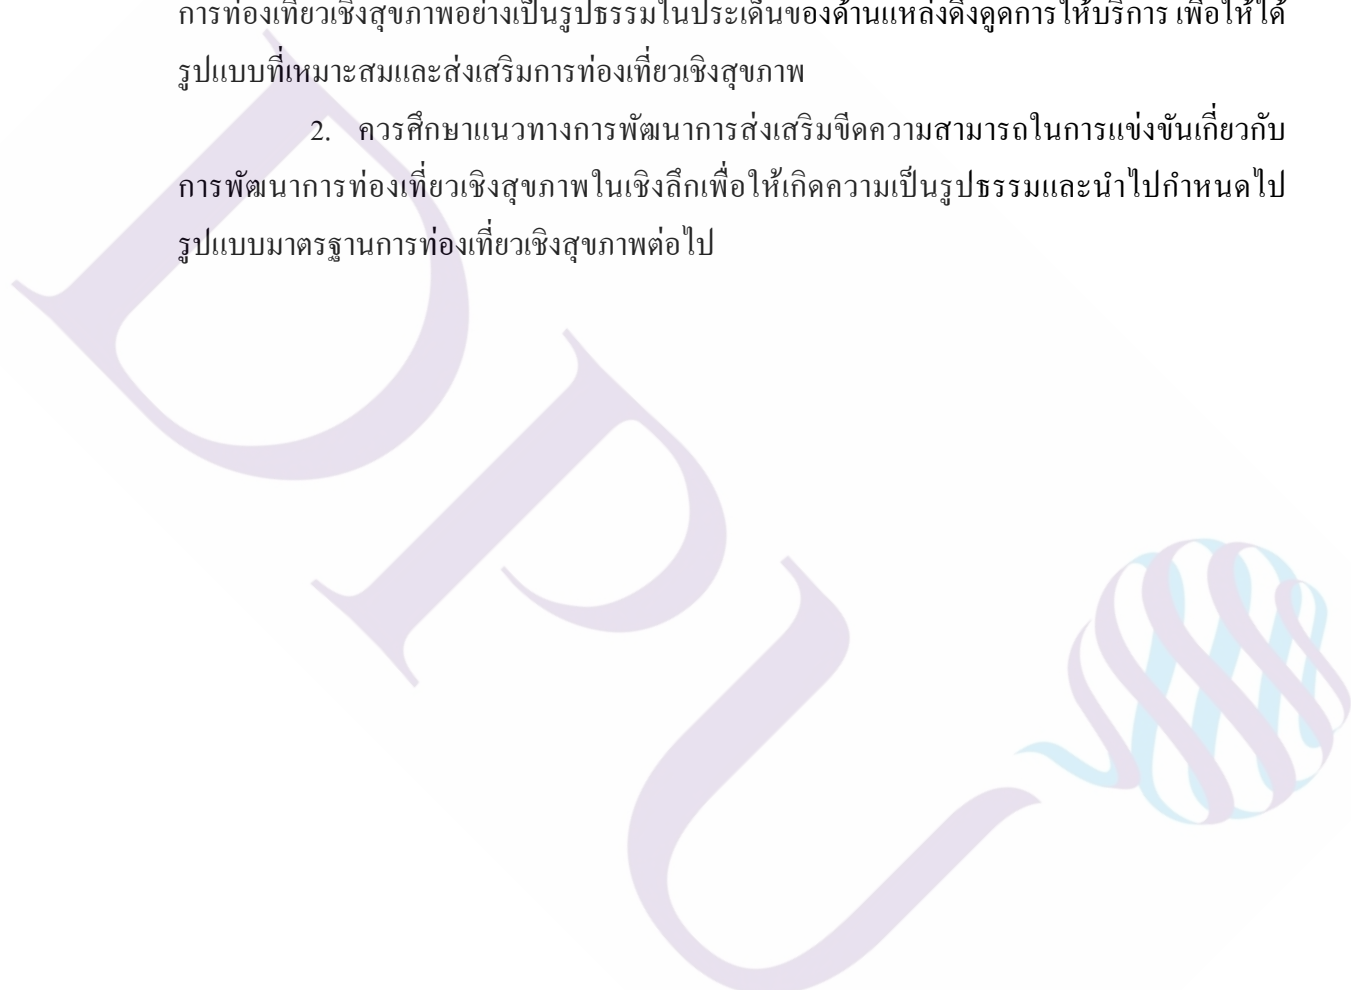 การท่องเที่ยวเชิงสุขภาพอย่างเป็นรูปธรรมในประเด็นของด้านแหล่งดึงดูดการให้บริการ เพื่อให้ได้
รูปแบบที่เหมาะสมและส่งเสริมการท่องเที่ยวเชิงสุขภาพ
2. ควรศึกษาแนวทางการพัฒนาการส่งเสริมขีดความสามารถในการแข่งขันเกี่ยวกับ
การพัฒนาการท่องเที่ยวเชิงสุขภาพในเชิงลึกเพื่อให้เกิดความเป็นรูปธรรมและนำไปกำหนดไป
รูปแบบมาตรฐานการท่องเที่ยวเชิงสุขภาพต่อไป
DPU